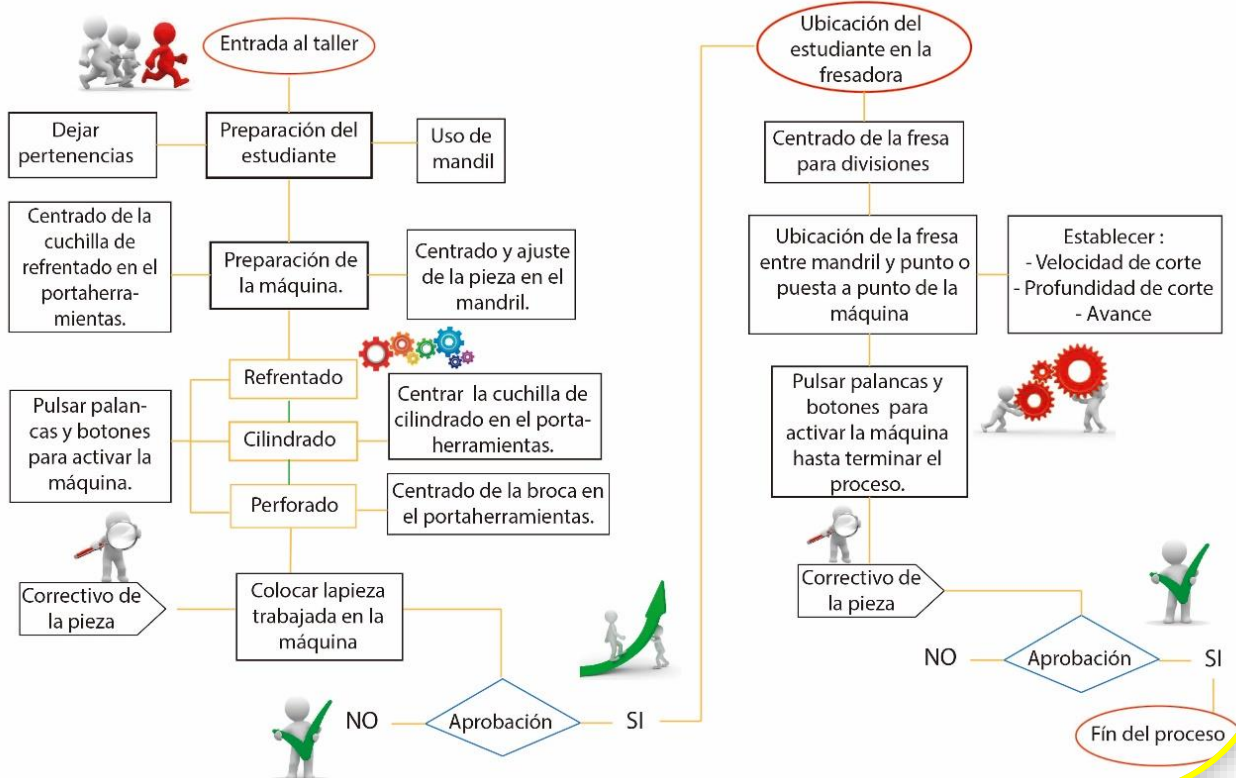 Entrada al taller
Dejar
pertenencias
Preparación del
estudiante
Uso de
mandil
Centrado de la
cuchilla de
refrentado en el
portaherra-
mientas.
Preparación de
la máquina.
Centrado y ajuste
de la pieza en el
mandril.
Refrentado
Pulsar palan-
cas y botones
para activar la
máquina.
Cilindrado
Centrar la cuchilla de
cilindrado en el porta-
herramientas.
Perforado
Centrado de la broca en
el portaherramientas.
Correctivo de
la pieza
Colocar lapieza
trabajada en la
máquina
NO
Aprobación
SI
Ubicación del
estudiante en la
fresadora
Centrado de la fresa
para divisiones
Ubicación de la fresa
entre mandril y punto o
puesta a punto de la
máquina
Establecer :
- Velocidad de corte
- Profundidad de corte
- Avance
Pulsar palancas y
botones para
activar la máquina
hasta terminar el
proceso.
Correctivo de
la pieza
NO
Aprobación
SI
Fín del proceso